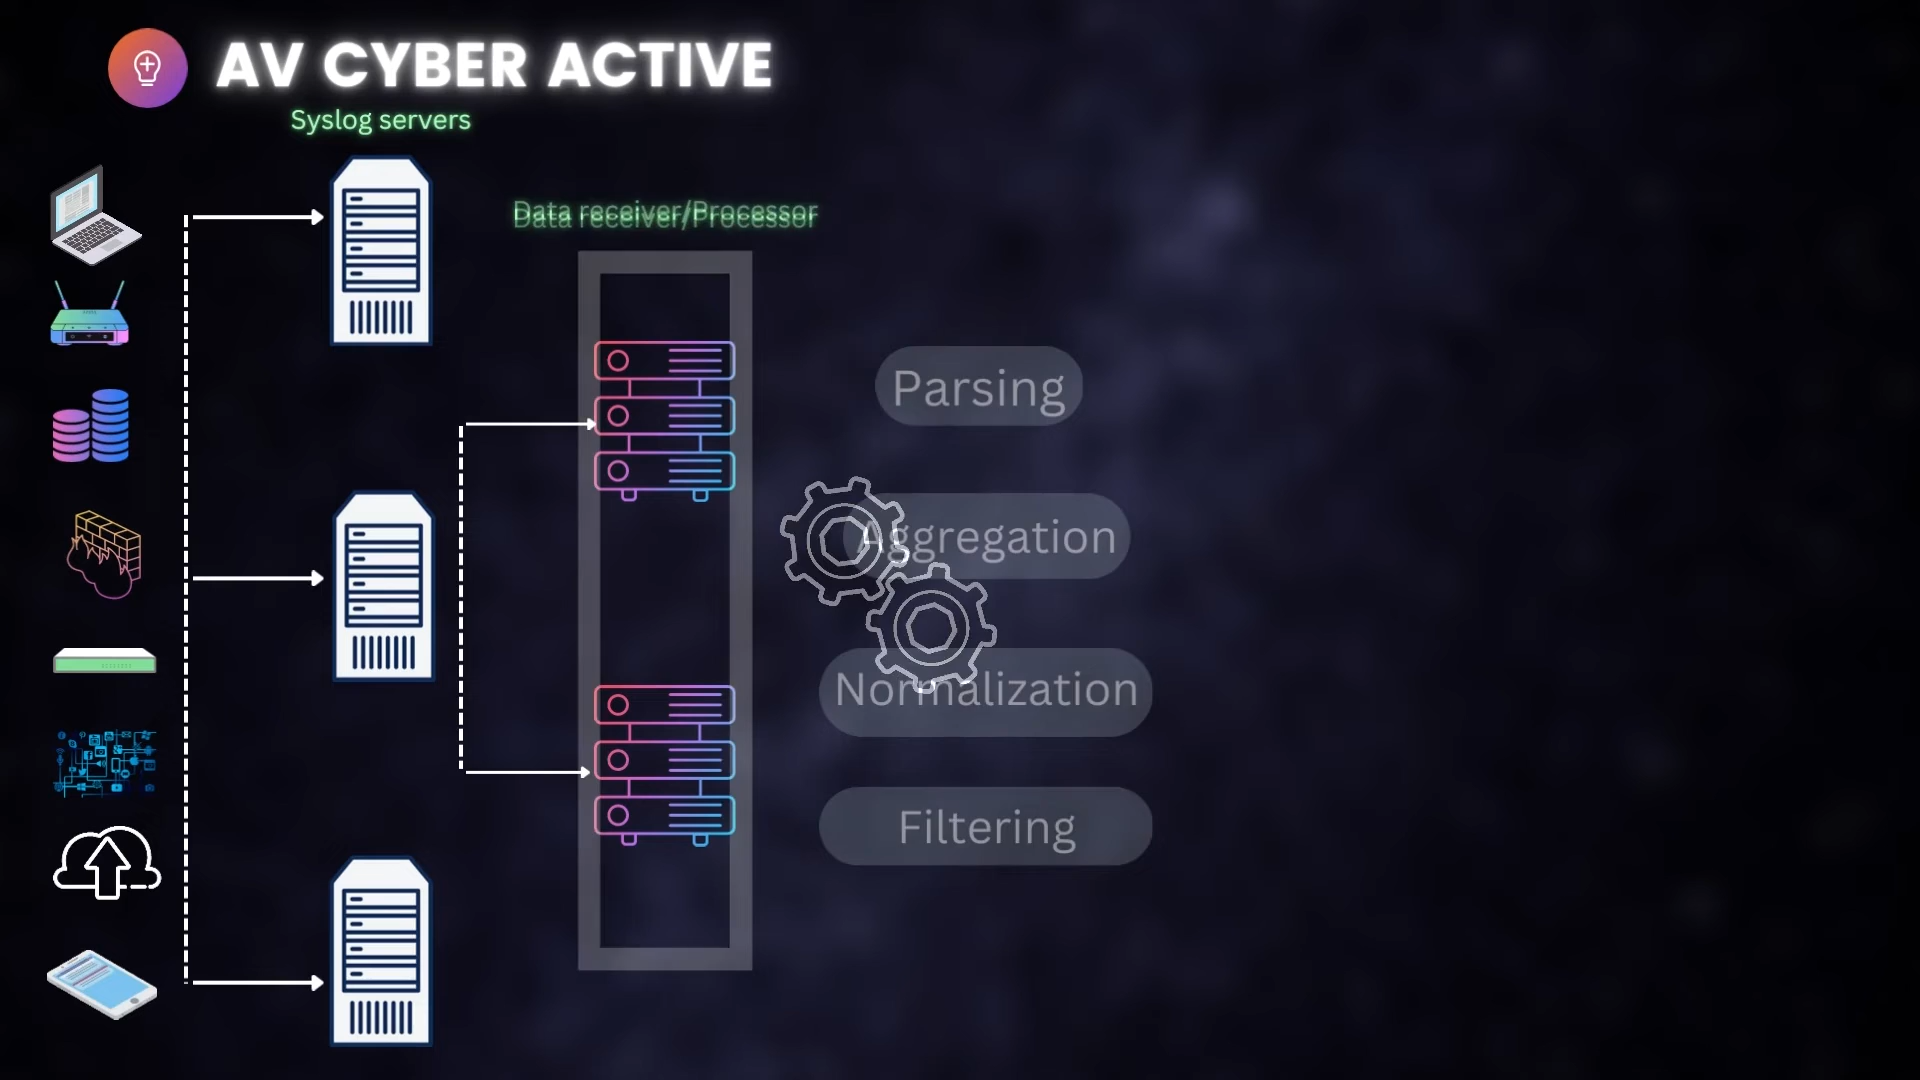 AV CYBER ACTIVE
Syslog servers
Data receiver/Processor
Parsing
Aggregation
Normalization
Filtering